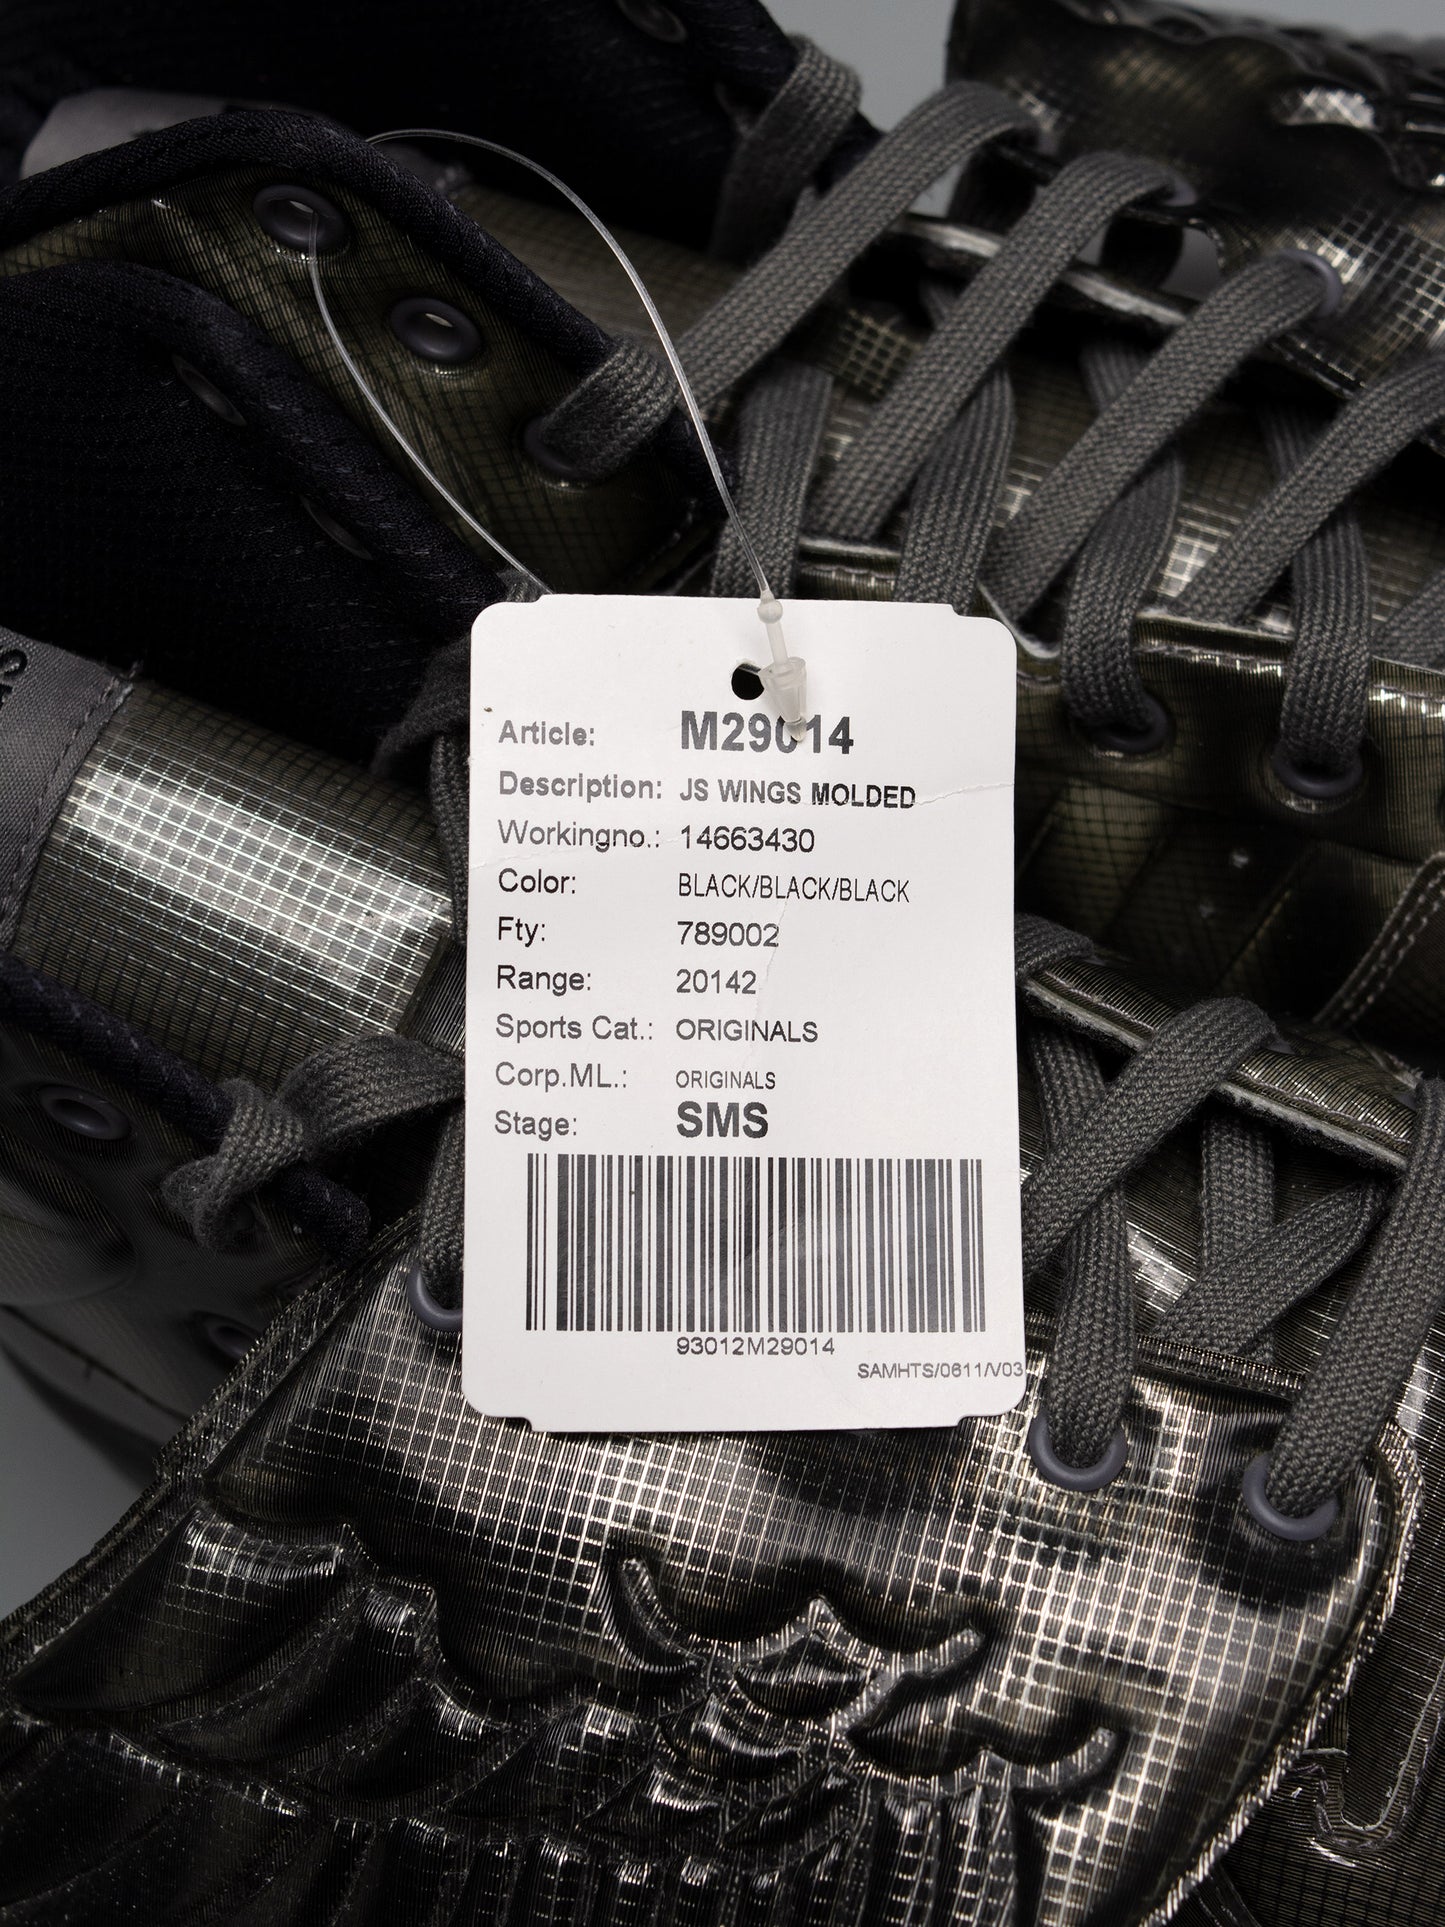 Article: M29014
Description: JS WINGS MOLDED
Workingno.: 14663430
Color: BLACK/BLACK/BLACK
Fty: 789002
Range: 20142
Sports Cat.: ORIGINALS
Corp.ML.: ORIGINALS
Stage: SMS
93012M29014
SAMHTS/0611/V03